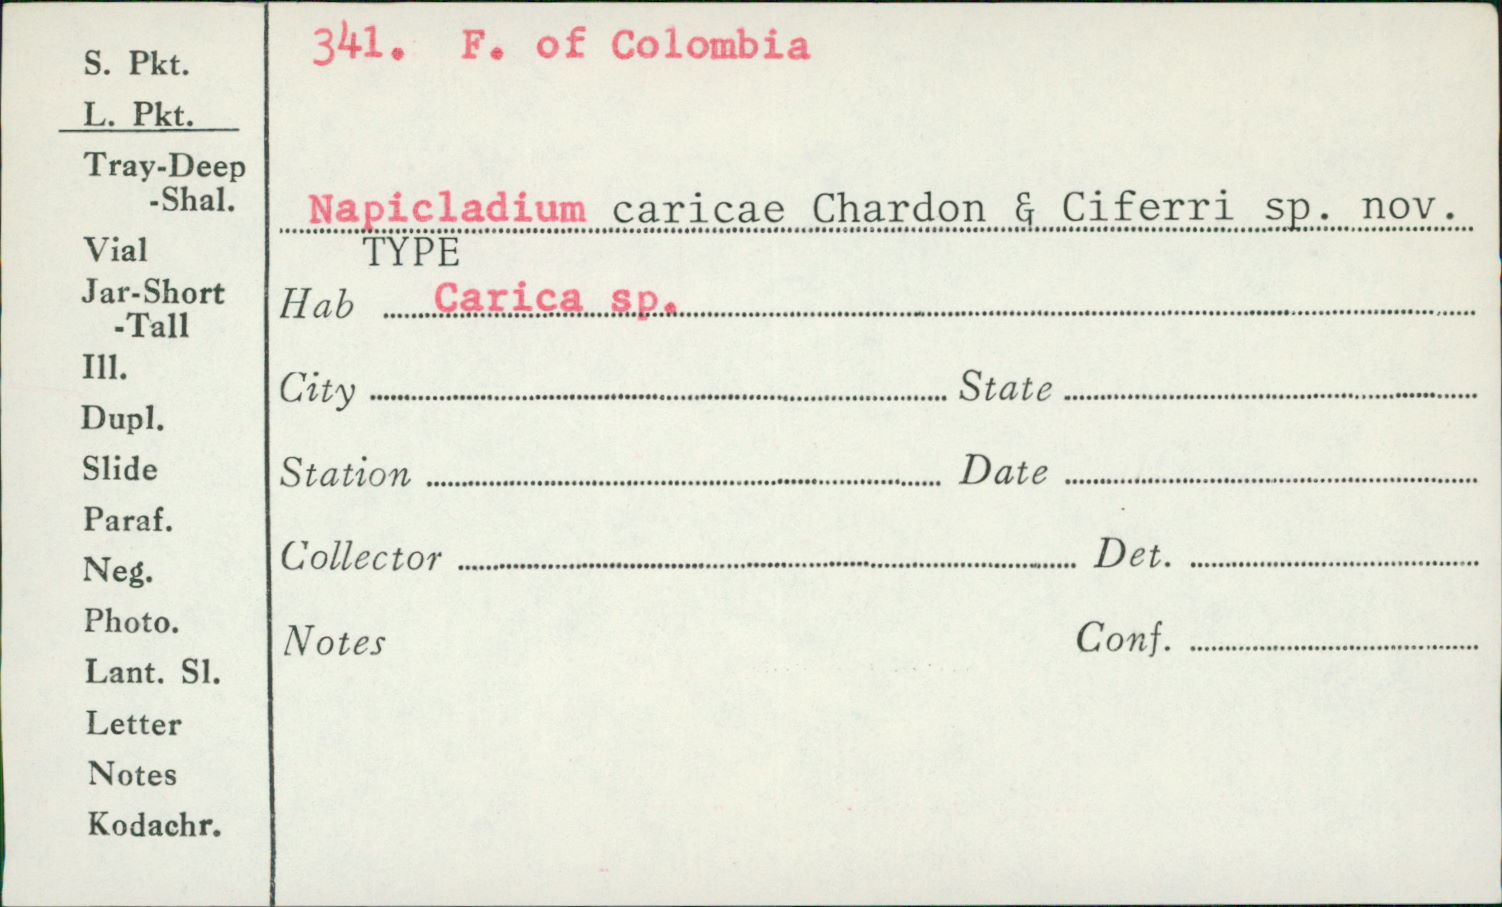 341. F. of Colombia
S. Pkt.
L. Pkt.
Tray-Deep
-Shal.
Vial
Jar-Short
-Tall
Ill.
Dupl.
Slide
Paraf.
Neg.
Photo.
Lant. Sl.
Letter
Notes
Kodachr.
Napicladium caricae Chardon & Ciferri sp. nov.
TYPE
Hab Carica sp.
City State
Station Date
Collector Det.
Notes Conf.